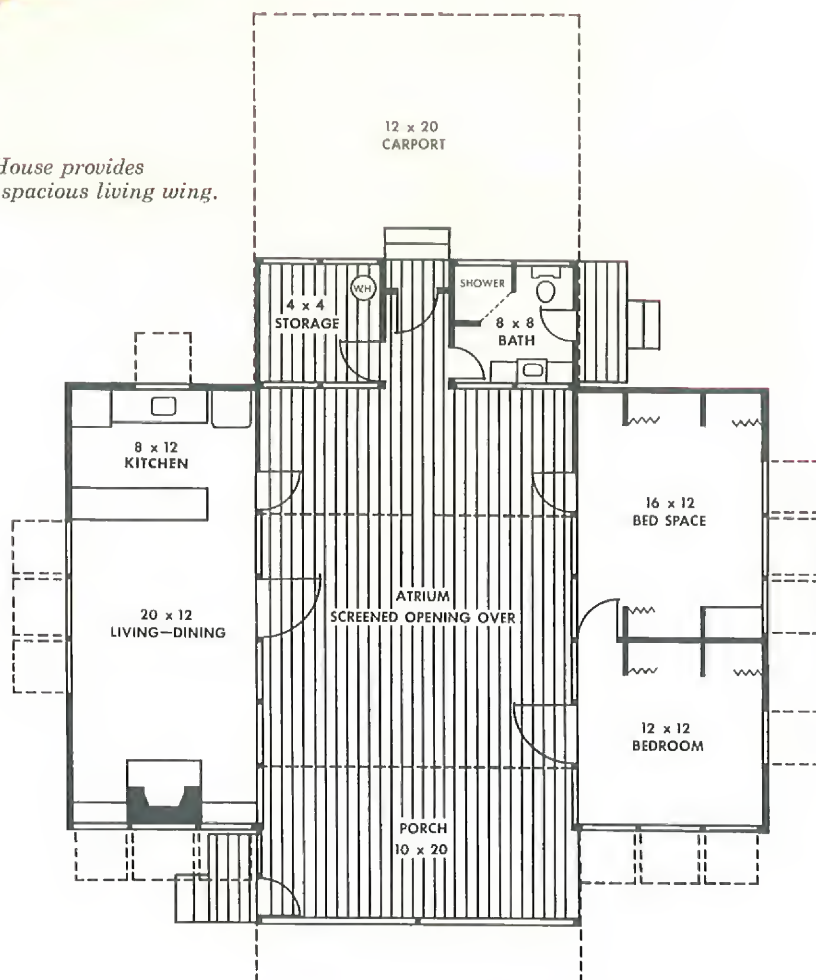 12 x 20
CARPORT
House provides
spacious living wing.
SHOWER
WH
4 x 4
STORAGE
8 x 8
BATH
8 x 12
KITCHEN
16 x 12
BED SPACE
ATRIUM
SCREENED OPENING OVER
20 x 12
LIVING—DINING
12 x 12
BEDROOM
PORCH
10 x 20